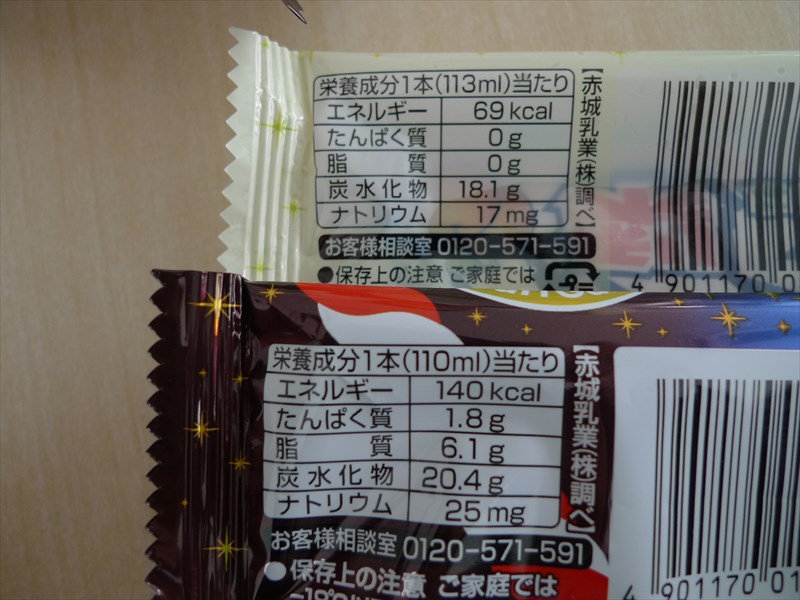 栄養成分1本(113ml)当たり
エネルギー 69kcal
たんぱく質 0g
脂質 0g
炭水化物 18.1g
ナトリウム 17mg
【赤城乳業(株)調べ】
お客様相談室 0120-571-591
●保存上の注意 ご家庭では
4 901170 0
栄養成分1本(110ml)当たり
エネルギー 140kcal
たんぱく質 1.8g
脂質 6.1g
炭水化物 20.4g
ナトリウム 25mg
【赤城乳業(株)調べ】
お客様相談室 0120-571-591
●保存上の注意 ご家庭では
4 901170 01